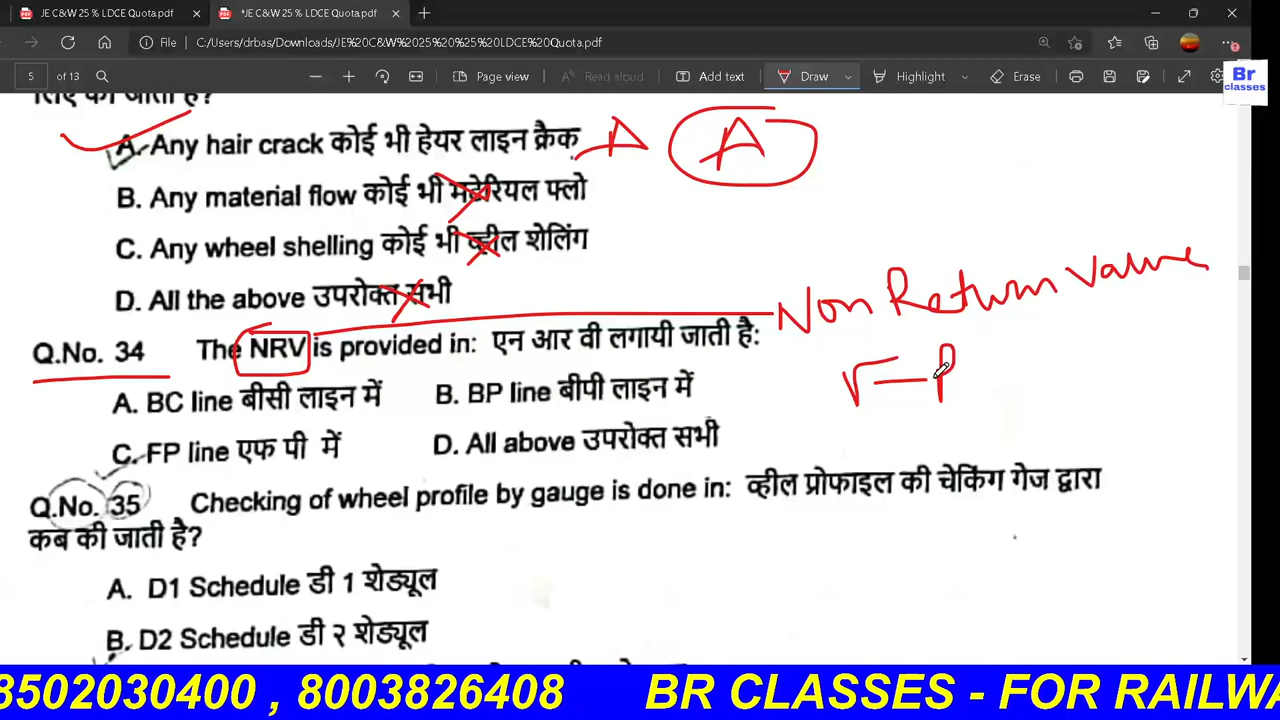 JE C&W 25 % LDCE Quota.pdf
*JE C&W 25 % LDCE Quota.pdf
File C:/Users/drbas/Downloads/JE%20C&W%2025%20%25%20LDCE%20Quota.pdf
5 of 13 Page view Read aloud Add text Draw Highlight Erase
Br classes
लिए की जाती है?
A. Any hair crack कोई भी हेयर लाइन क्रैक A A
B. Any material flow कोई भी मटेरियल फ्लो
C. Any wheel shelling कोई भी व्हील शेलिंग
D. All the above उपरोक्त सभी
Non Return Valve
Q.No. 34 The NRV is provided in: एन आर वी लगायी जाती है:
A. BC line बीसी लाइन में B. BP line बीपी लाइन में
C. FP line एफ पी में D. All above उपरोक्त सभी
Q.No. 35 Checking of wheel profile by gauge is done in: व्हील प्रोफाइल की चेकिंग गेज द्वारा
कब की जाती है?
A. D1 Schedule डी 1 शेड्यूल
B. D2 Schedule डी २ शेड्यूल
8502030400 , 8003826408 BR CLASSES - FOR RAILWA